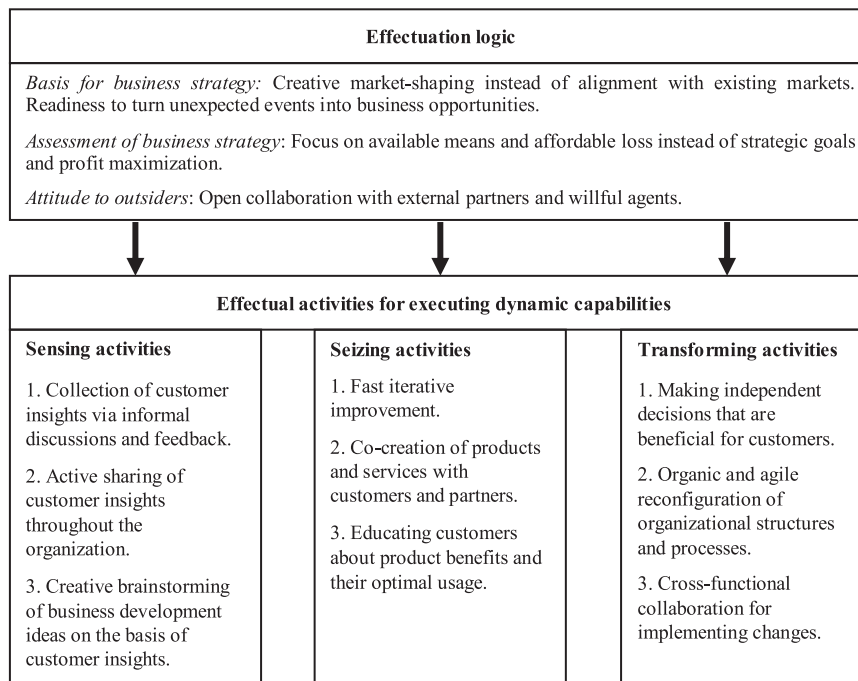 Effectuation logic
Basis for business strategy: Creative market-shaping instead of alignment with existing markets.
Readiness to turn unexpected events into business opportunities.
Assessment of business strategy: Focus on available means and affordable loss instead of strategic goals
and profit maximization.
Attitude to outsiders: Open collaboration with external partners and willful agents.
Effectual activities for executing dynamic capabilities
Sensing activities
1. Collection of customer
insights via informal
discussions and feedback.
2. Active sharing of
customer insights
throughout the
organization.
3. Creative brainstorming
of business development
ideas on the basis of
customer insights.
Seizing activities
1. Fast iterative
improvement.
2. Co-creation of products
and services with
customers and partners.
3. Educating customers
about product benefits and
their optimal usage.
Transforming activities
1. Making independent
decisions that are
beneficial for customers.
2. Organic and agile
reconfiguration of
organizational structures
and processes.
3. Cross-functional
collaboration for
implementing changes.